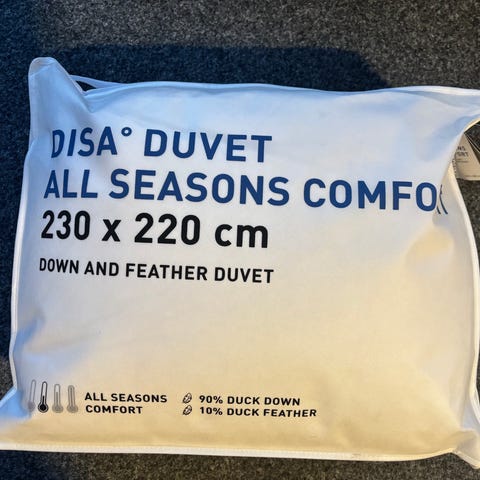 DISA° DUVET
ALL SEASONS COMFO
230 x 220 cm
DOWN AND FEATHER DUVET
ALL SEASONS
COMFORT
90% DUCK DOWN
10% DUCK FEATHER